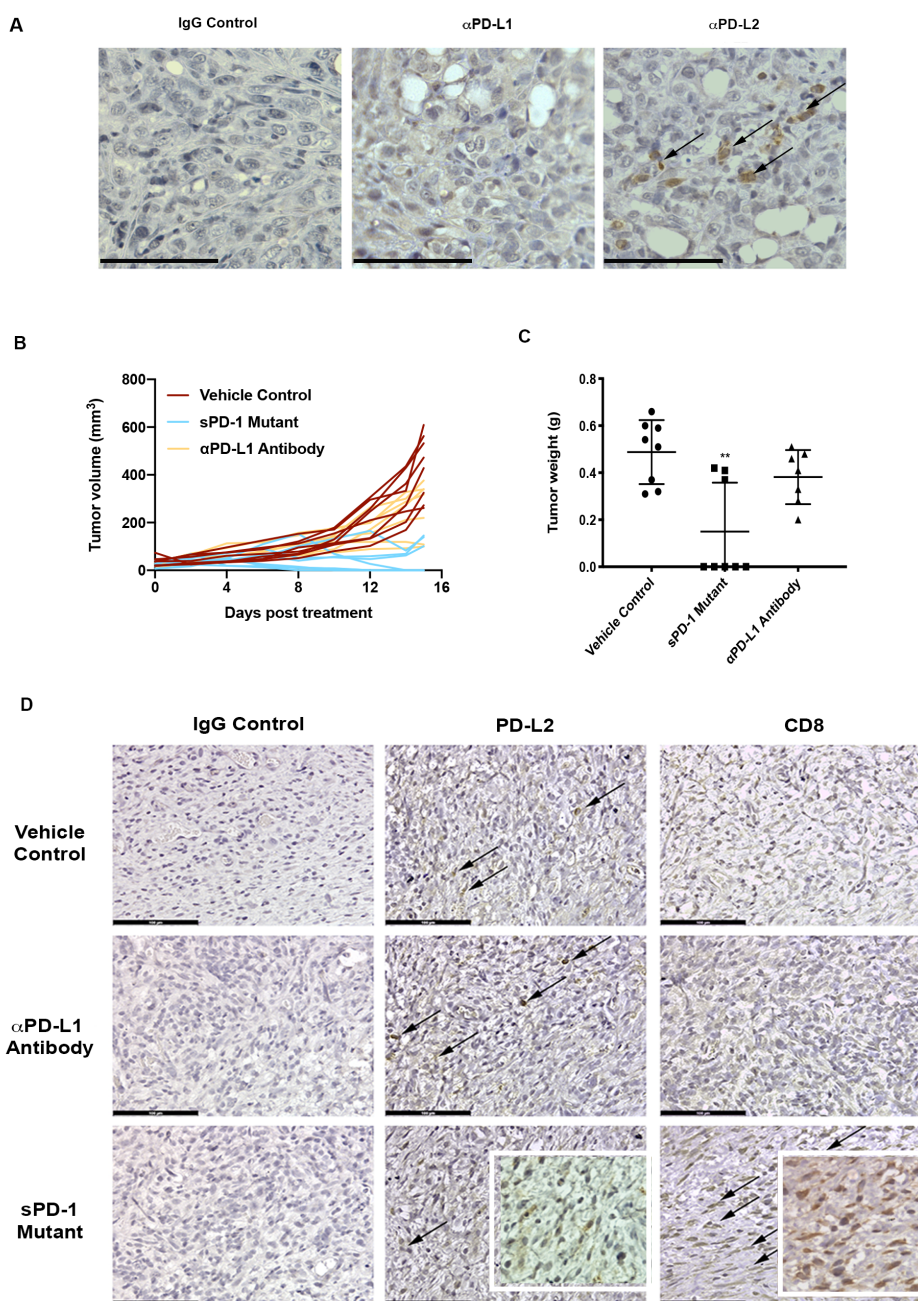 A
IgG Control
αPD-L1
αPD-L2
B
800
600
400
200
0
Tumor volume (mm³)
Vehicle Control
sPD-1 Mutant
αPD-L1 Antibody
0
4
8
12
16
Days post treatment
C
0.8
0.6
0.4
0.2
0.0
Tumor weight (g)
**
Vehicle Control
sPD-1 Mutant
αPD-L1 Antibody
D
IgG Control
PD-L2
CD8
Vehicle
Control
αPD-L1
Antibody
sPD-1
Mutant